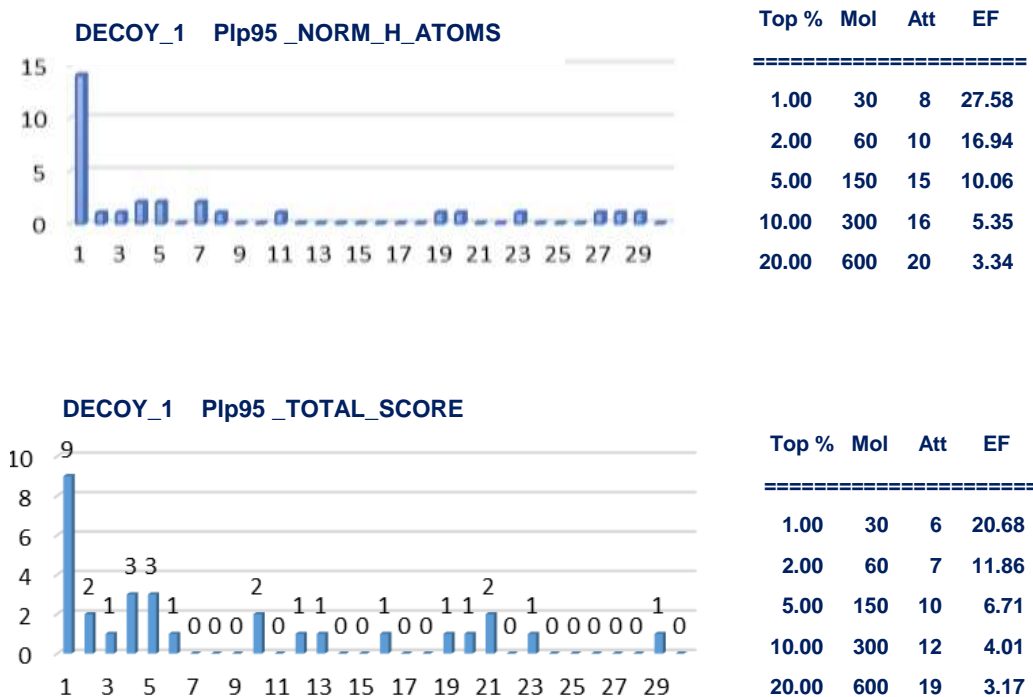 DECOY_1 Plp95 _NORM_H_ATOMS
15
10
5
0
1 3 5 7 9 11 13 15 17 19 21 23 25 27 29
Top % Mol Att EF
======================
1.00 30 8 27.58
2.00 60 10 16.94
5.00 150 15 10.06
10.00 300 16 5.35
20.00 600 20 3.34
DECOY_1 Plp95 _TOTAL_SCORE
10
8
6
4
2
0
9 2 1 3 3 1 0 0 0 2 0 1 1 0 0 1 0 0 1 1 2 0 1 0 0 0 0 0 1 0
1 3 5 7 9 11 13 15 17 19 21 23 25 27 29
Top % Mol Att EF
======================
1.00 30 6 20.68
2.00 60 7 11.86
5.00 150 10 6.71
10.00 300 12 4.01
20.00 600 19 3.17